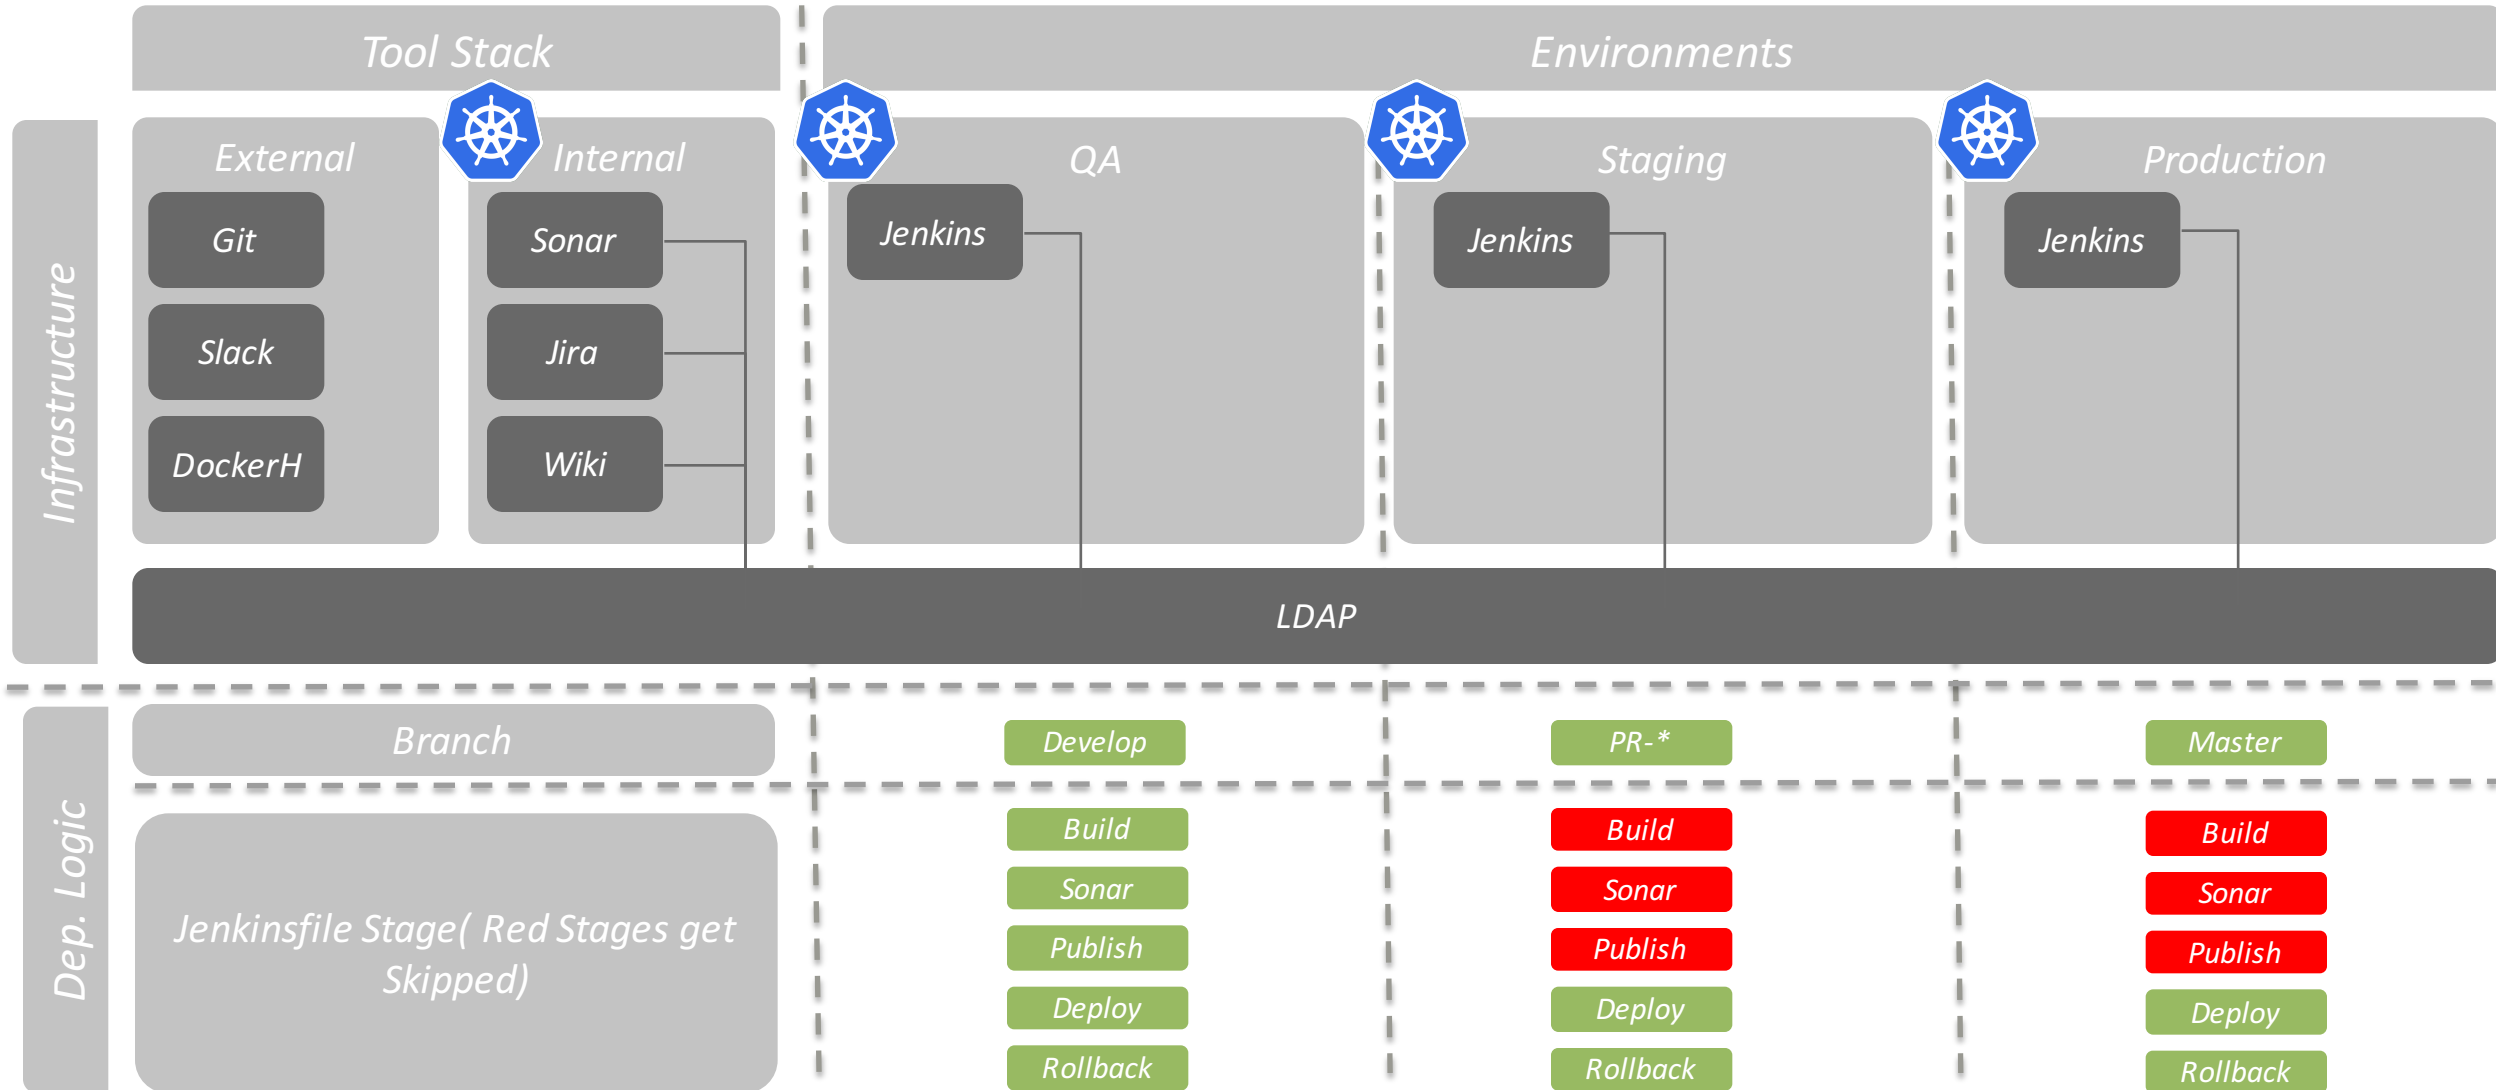 Tool Stack
Environments
Infrastructure
External
Internal
QA
Staging
Production
Git
Sonar
Jenkins
Jenkins
Jenkins
Slack
Jira
DockerH
Wiki
LDAP
Dep. Logic
Branch
Develop
PR-*
Master
Jenkinsfile Stage( Red Stages get
Skipped)
Build
Build
Build
Sonar
Sonar
Sonar
Publish
Publish
Publish
Deploy
Deploy
Deploy
Rollback
Rollback
Rollback